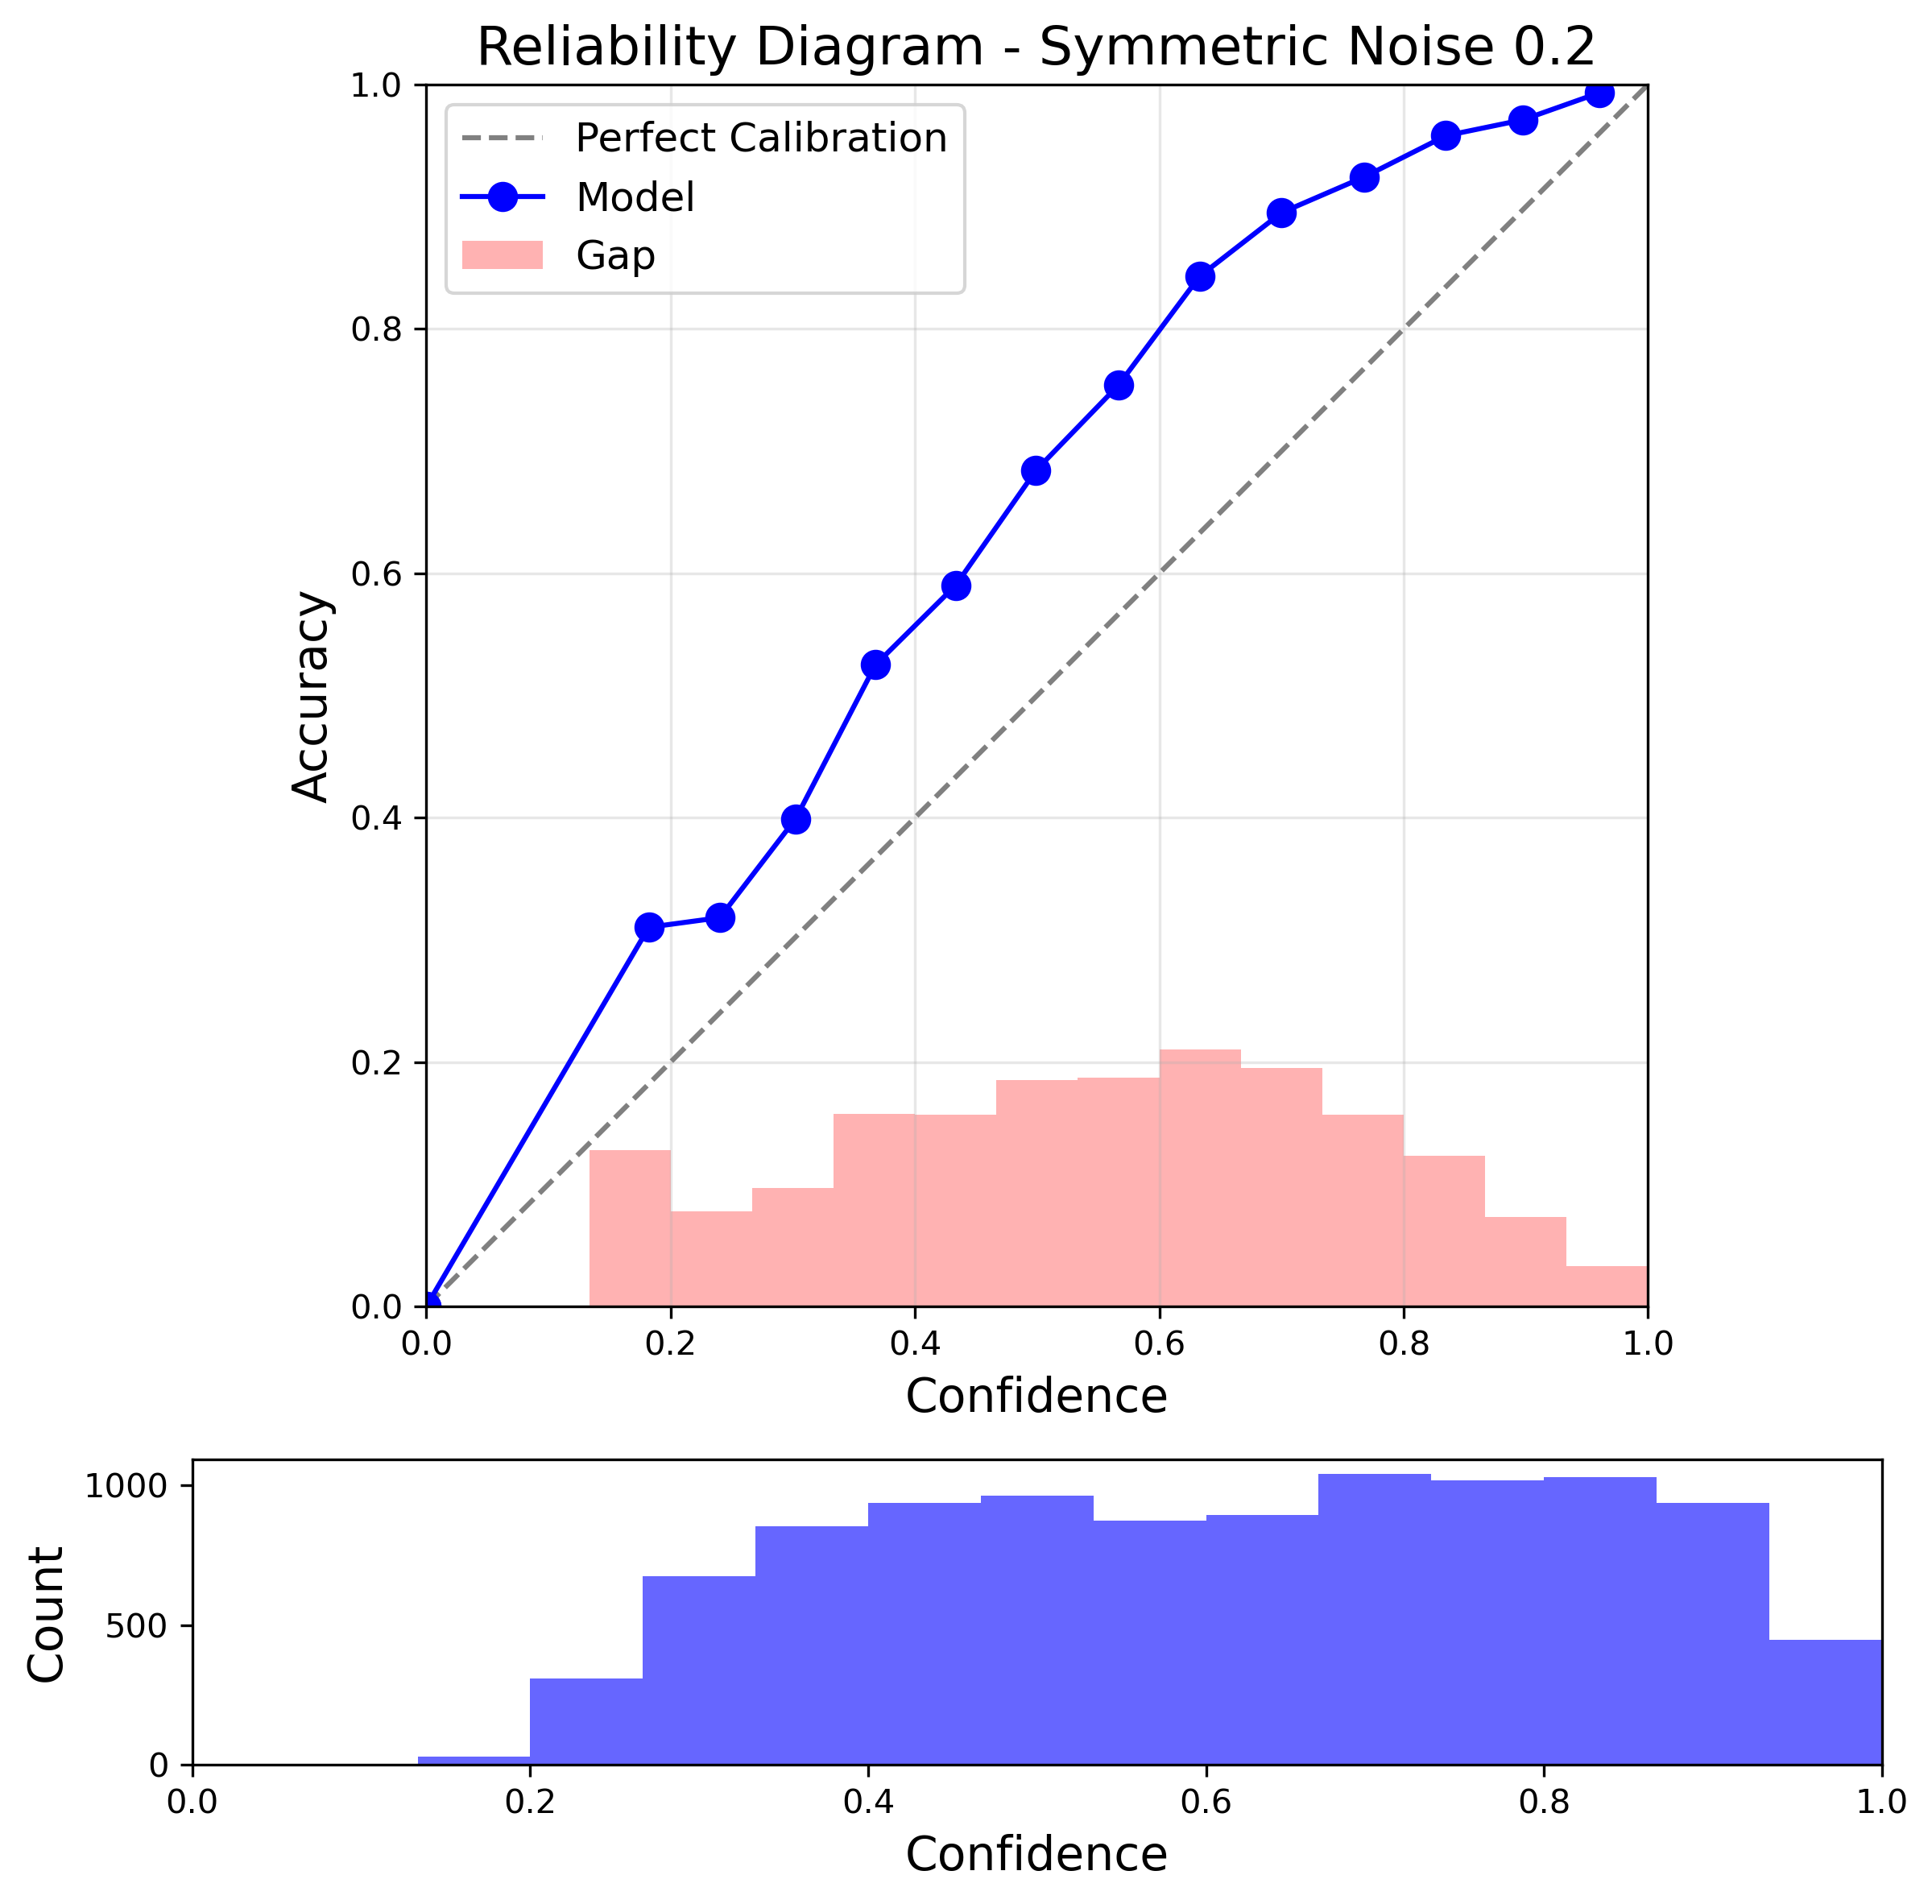 Reliability Diagram - Symmetric Noise 0.2
1.0
0.8
0.6
0.4
0.2
0.0
Accuracy
Perfect Calibration
Model
Gap
0.0 0.2 0.4 0.6 0.8 1.0
Confidence
1000
500
0
Count
0.0 0.2 0.4 0.6 0.8 1.0
Confidence